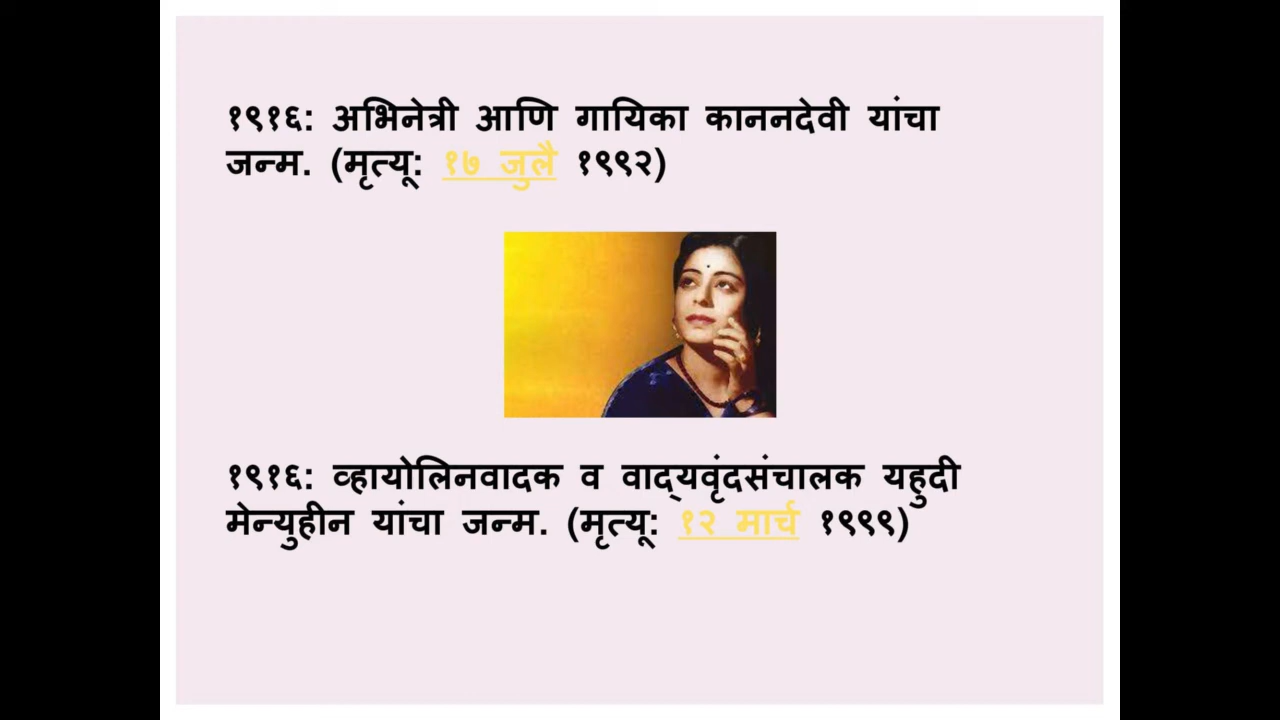 १९१६: अभिनेत्री आणि गायिका काननदेवी यांचा
जन्म. (मृत्यू: १७ जुलै १९९२)
१९१६: व्हायोलिनवादक व वाद्यवृंदसंचालक यहुदी
मेन्युहीन यांचा जन्म. (मृत्यू: १२ मार्च १९९९)